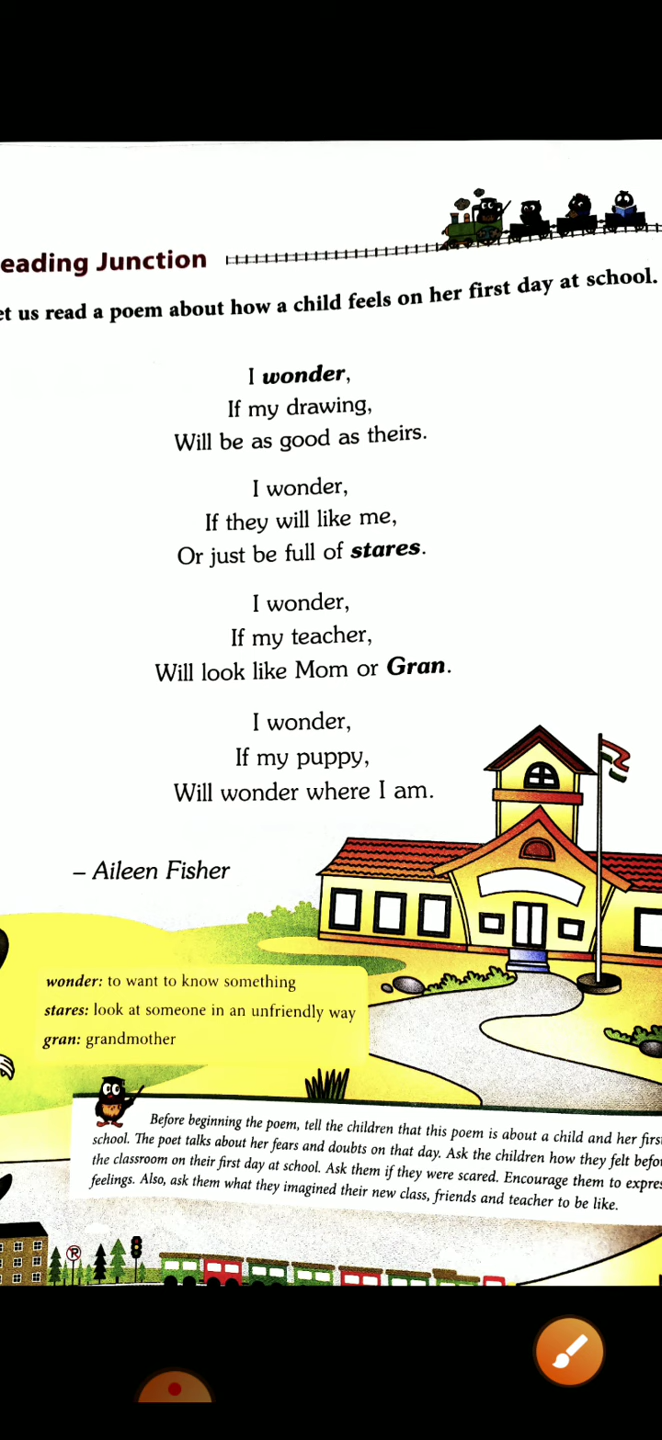 eading Junction
et us read a poem about how a child feels on her first day at school.
I wonder,
If my drawing,
Will be as good as theirs.
I wonder,
If they will like me,
Or just be full of stares.
I wonder,
If my teacher,
Will look like Mom or Gran.
I wonder,
If my puppy,
Will wonder where I am.
– Aileen Fisher
wonder: to want to know something
stares: look at someone in an unfriendly way
gran: grandmother
Before beginning the poem, tell the children that this poem is about a child and her firs
school. The poet talks about her fears and doubts on that day. Ask the children how they felt befo
the classroom on their first day at school. Ask them if they were scared. Encourage them to expres
feelings. Also, ask them what they imagined their new class, friends and teacher to be like.
R